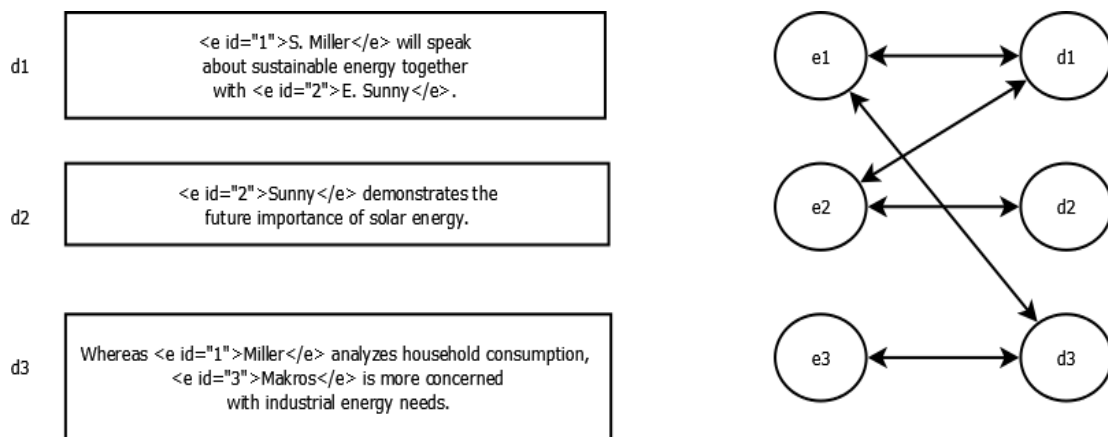 d1
<e id="1">S. Miller</e> will speak
about sustainable energy together
with <e id="2">E. Sunny</e>.
d2
<e id="2">Sunny</e> demonstrates the
future importance of solar energy.
d3
Whereas <e id="1">Miller</e> analyzes household consumption,
<e id="3">Makros</e> is more concerned
with industrial energy needs.
e1
d1
e2
d2
e3
d3